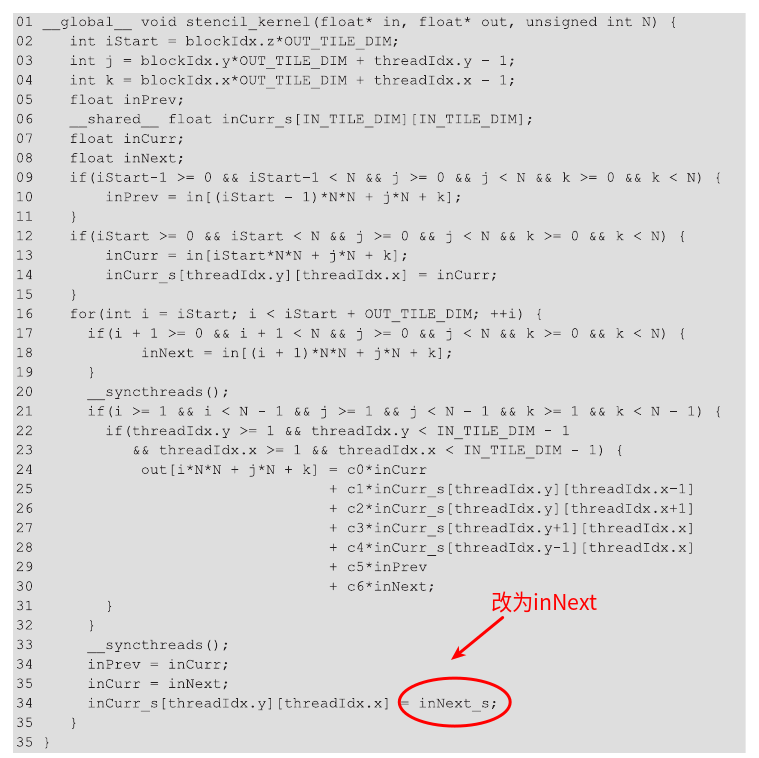 01 __global__ void stencil_kernel(float* in, float* out, unsigned int N) {
02    int iStart = blockIdx.z*OUT_TILE_DIM;
03    int j = blockIdx.y*OUT_TILE_DIM + threadIdx.y - 1;
04    int k = blockIdx.x*OUT_TILE_DIM + threadIdx.x - 1;
05    float inPrev;
06    __shared__ float inCurr_s[IN_TILE_DIM][IN_TILE_DIM];
07    float inCurr;
08    float inNext;
09    if(iStart-1 >= 0 && iStart-1 < N && j >= 0 && j < N && k >= 0 && k < N) {
10        inPrev = in[(iStart - 1)*N*N + j*N + k];
11    }
12    if(iStart >= 0 && iStart < N && j >= 0 && j < N && k >= 0 && k < N) {
13        inCurr = in[iStart*N*N + j*N + k];
14        inCurr_s[threadIdx.y][threadIdx.x] = inCurr;
15    }
16    for(int i = iStart; i < iStart + OUT_TILE_DIM; ++i) {
17      if(i + 1 >= 0 && i + 1 < N && j >= 0 && j < N && k >= 0 && k < N) {
18            inNext = in[(i + 1)*N*N + j*N + k];
19      }
20      __syncthreads();
21      if(i >= 1 && i < N - 1 && j >= 1 && j < N - 1 && k >= 1 && k < N - 1) {
22        if(threadIdx.y >= 1 && threadIdx.y < IN_TILE_DIM - 1
23           && threadIdx.x >= 1 && threadIdx.x < IN_TILE_DIM - 1) {
24            out[i*N*N + j*N + k] = c0*inCurr
25                                 + c1*inCurr_s[threadIdx.y][threadIdx.x-1]
26                                 + c2*inCurr_s[threadIdx.y][threadIdx.x+1]
27                                 + c3*inCurr_s[threadIdx.y+1][threadIdx.x]
28                                 + c4*inCurr_s[threadIdx.y-1][threadIdx.x]
29                                 + c5*inPrev
30                                 + c6*inNext;
31        }
改为inNext
32      }
33      __syncthreads();
34      inPrev = inCurr;
35      inCurr = inNext;
34      inCurr_s[threadIdx.y][threadIdx.x] = inNext_s;
35    }
35 }